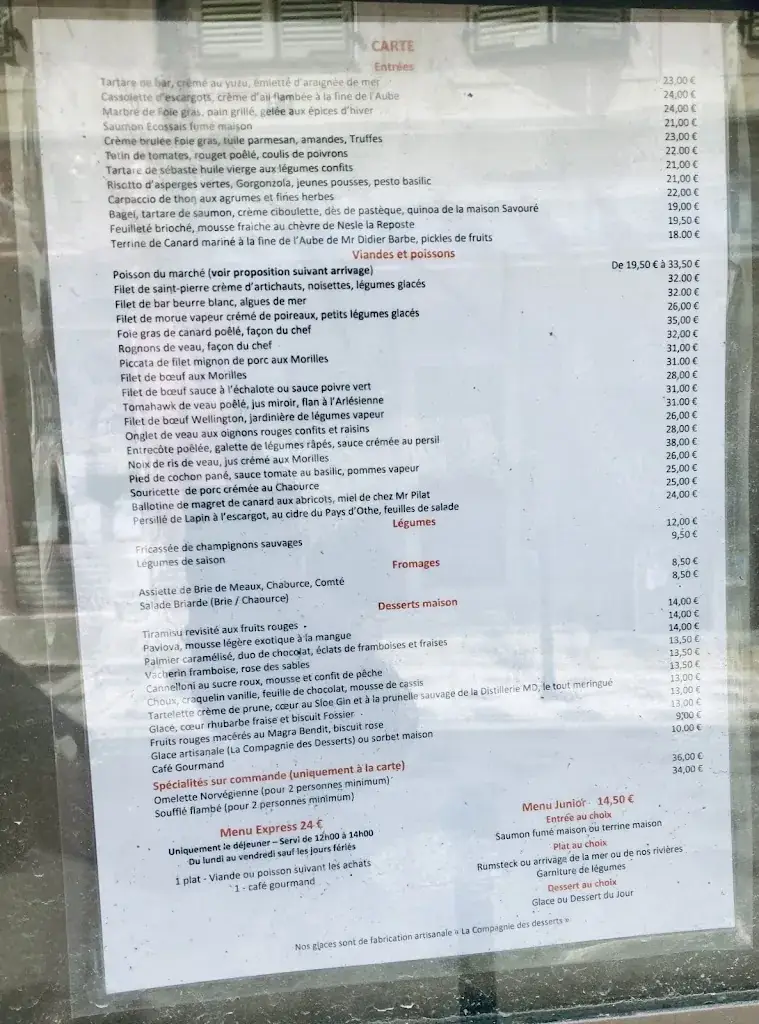 CARTE
Entrées
Tartare de bar, crème au yuzu, émietté d'araignée de mer 23,00 €
Cassolette d'escargots, crème d'ail flambée à la fine de l'Aube 24,00 €
Marbré de Foie gras, pain grillé, gelée aux épices d'hiver 24,00 €
Saumon Ecossais fumé maison 21,00 €
Crème brulée Foie gras, tuile parmesan, amandes, Truffes 23,00 €
Tatin de tomates, rouget poêlé, coulis de poivrons 22.00 €
Tartare de sébaste huile vierge aux légumes confits 21,00 €
Risotto d'asperges vertes, Gorgonzola, jeunes pousses, pesto basilic 21,00 €
Carpaccio de thon aux agrumes et fines herbes 22,00 €
Bagel, tartare de saumon, crème ciboulette, dés de pastèque, quinoa de la maison Savouré 19,00 €
Feuilleté brioché, mousse fraiche au chèvre de Nesle la Reposte 19,50 €
Terrine de Canard mariné à la fine de l'Aube de Mr Didier Barbe, pickles de fruits 18.00 €
Viandes et poissons
Poisson du marché (voir proposition suivant arrivage) De 19,50 € à 33,50 €
Filet de saint-pierre crème d'artichauts, noisettes, légumes glacés 32.00 €
Filet de bar beurre blanc, algues de mer 32.00 €
Filet de morue vapeur crémé de poireaux, petits légumes glacés 26,00 €
Foie gras de canard poêlé, façon du chef 35,00 €
Rognons de veau, façon du chef 32,00 €
Piccata de filet mignon de porc aux Morilles 31,00 €
Filet de bœuf aux Morilles 31.00 €
Filet de bœuf sauce à l'échalote ou sauce poivre vert 28,00 €
Tomahawk de veau poêlé, jus miroir, flan à l'Arlésienne 31,00 €
Filet de bœuf Wellington, jardinière de légumes vapeur 31.00 €
Onglet de veau aux oignons rouges confits et raisins 26,00 €
Entrecôte poêlée, galette de légumes râpés, sauce crémée au persil 28,00 €
Noix de ris de veau, jus crémé aux Morilles 38,00 €
Pied de cochon pané, sauce tomate au basilic, pommes vapeur 26,00 €
Souricette de porc crémée au Chaource 25,00 €
Ballotine de magret de canard aux abricots, miel de chez Mr Pilat 25,00 €
Persillé de Lapin à l'escargot, au cidre du Pays d'Othe, feuilles de salade 24,00 €
Légumes
Fricassée de champignons sauvages 12,00 €
Légumes de saison 9,50 €
Fromages
Assiette de Brie de Meaux, Chaource, Comté 8,50 €
Salade Briarde (Brie / Chaource) 8,50 €
Desserts maison
Tiramisu revisité aux fruits rouges 14,00 €
Pavlova, mousse légère exotique à la mangue 14,00 €
Palmier caramélisé, duo de chocolat, éclats de framboises et fraises 14,00 €
Vacherin framboise, rose des sables 13,50 €
Cannelloni au sucre roux, mousse et confit de pêche 13,50 €
Choux, craquelin vanille, feuille de chocolat, mousse de cassis 13,50 €
Tartelette crème de prune, cœur au Sloe Gin et à la prunelle sauvage de la Distillerie MD, le tout meringué 13,00 €
Glacé, cœur rhubarbe fraise et biscuit Fossier 13,00 €
Fruits rouges macérés au Magra Bendit, biscuit rose 13,00 €
Glace artisanale (La Compagnie des Desserts) ou sorbet maison 9,00 €
Café Gourmand 10.00 €
Spécialités sur commande (uniquement à la carte)
Omelette Norvégienne (pour 2 personnes minimum) 36,00 €
Soufflé flambé (pour 2 personnes minimum) 34,00 €
Menu Express 24 €
Uniquement le déjeuner – Servi de 12h00 à 14h00
Du lundi au vendredi sauf les jours fériés
1 plat - Viande ou poisson suivant les achats
1 - café gourmand
Menu Junior 14,50 €
Entrée au choix
Saumon fumé maison ou terrine maison
Plat au choix
Rumsteck ou arrivage de la mer ou de nos rivières
Garniture de légumes
Dessert au choix
Glace ou Dessert du Jour
Nos glaces sont de fabrication artisanale « La Compagnie des desserts »